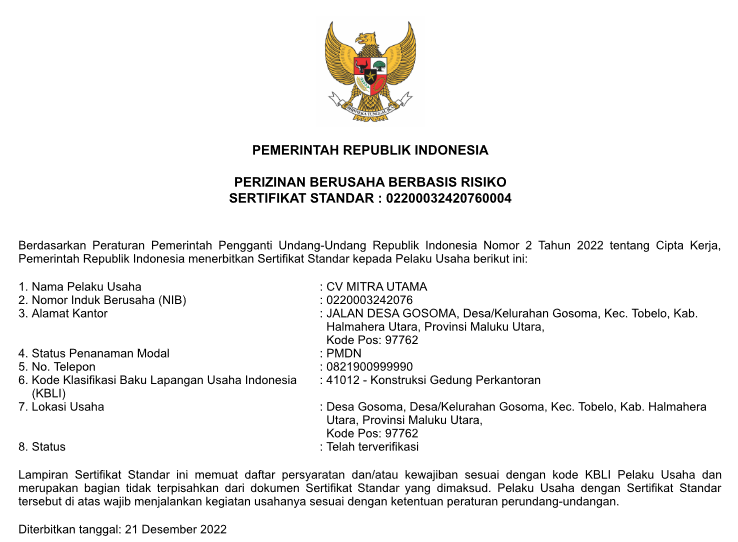 PEMERINTAH REPUBLIK INDONESIA
PERIZINAN BERUSAHA BERBASIS RISIKO
SERTIFIKAT STANDAR : 02200032420760004
Berdasarkan Peraturan Pemerintah Pengganti Undang-Undang Republik Indonesia Nomor 2 Tahun 2022 tentang Cipta Kerja,
Pemerintah Republik Indonesia menerbitkan Sertifikat Standar kepada Pelaku Usaha berikut ini:
1. Nama Pelaku Usaha : CV MITRA UTAMA
2. Nomor Induk Berusaha (NIB) : 0220003242076
3. Alamat Kantor : JALAN DESA GOSOMA, Desa/Kelurahan Gosoma, Kec. Tobelo, Kab.
Halmahera Utara, Provinsi Maluku Utara,
Kode Pos: 97762
4. Status Penanaman Modal : PMDN
5. No. Telepon : 0821900999990
6. Kode Klasifikasi Baku Lapangan Usaha Indonesia : 41012 - Konstruksi Gedung Perkantoran
(KBLI)
7. Lokasi Usaha : Desa Gosoma, Desa/Kelurahan Gosoma, Kec. Tobelo, Kab. Halmahera
Utara, Provinsi Maluku Utara,
Kode Pos: 97762
8. Status : Telah terverifikasi
Lampiran Sertifikat Standar ini memuat daftar persyaratan dan/atau kewajiban sesuai dengan kode KBLI Pelaku Usaha dan
merupakan bagian tidak terpisahkan dari dokumen Sertifikat Standar yang dimaksud. Pelaku Usaha dengan Sertifikat Standar
tersebut di atas wajib menjalankan kegiatan usahanya sesuai dengan ketentuan peraturan perundang-undangan.
Diterbitkan tanggal: 21 Desember 2022